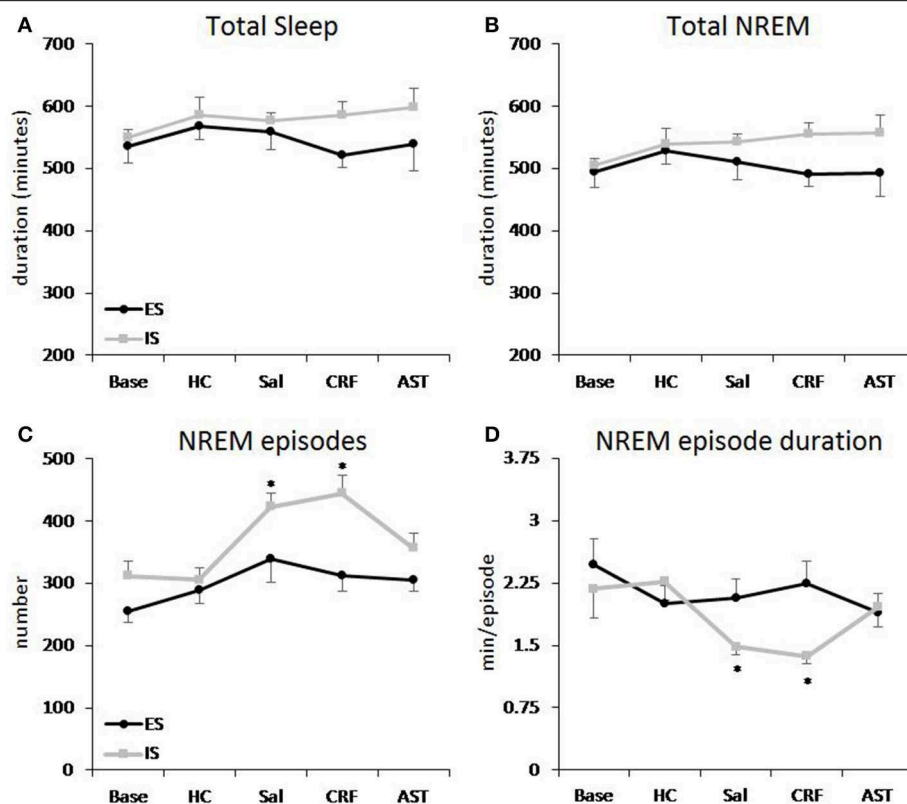 A Total Sleep
700
600
500
400
300
200
duration (minutes)
ES
IS
Base HC Sal CRF AST
B Total NREM
700
600
500
400
300
200
duration (minutes)
Base HC Sal CRF AST
C NREM episodes
500
400
300
200
100
0
number
* *
ES
IS
Base HC Sal CRF AST
D NREM episode duration
3.75
3
2.25
1.5
0.75
0
min/episode
* *
Base HC Sal CRF AST